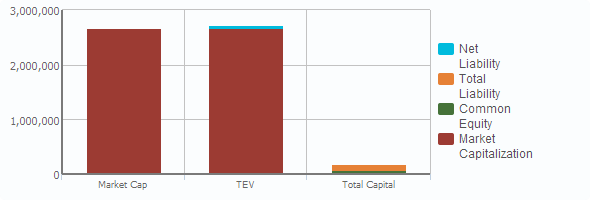 3,000,000
2,000,000
1,000,000
0
Market Cap
TEV
Total Capital
Net
Liability
Total
Liability
Common
Equity
Market
Capitalization